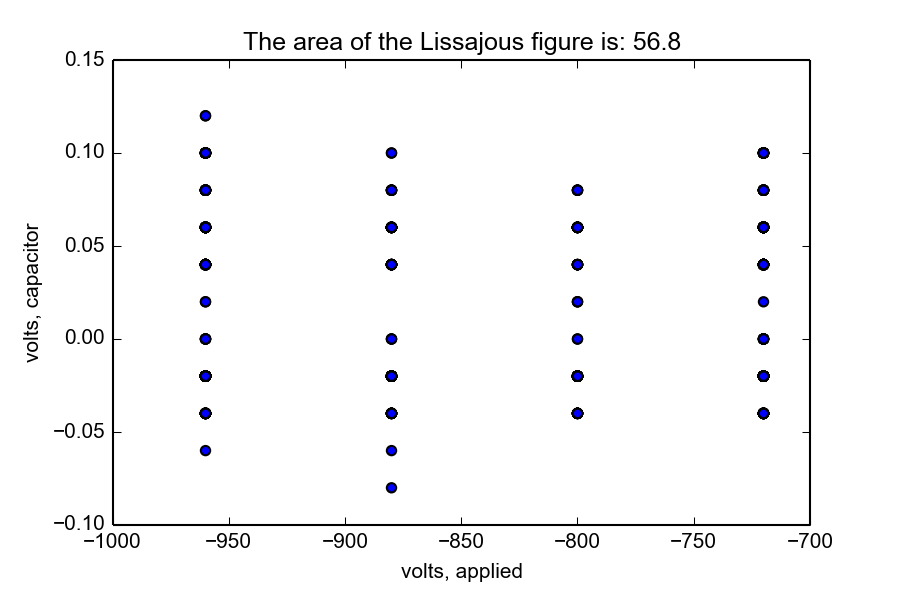 The area of the Lissajous figure is: 56.8
0.15
0.10
0.05
0.00
−0.05
−0.10
−1000 −950 −900 −850 −800 −750 −700
volts, capacitor
volts, applied